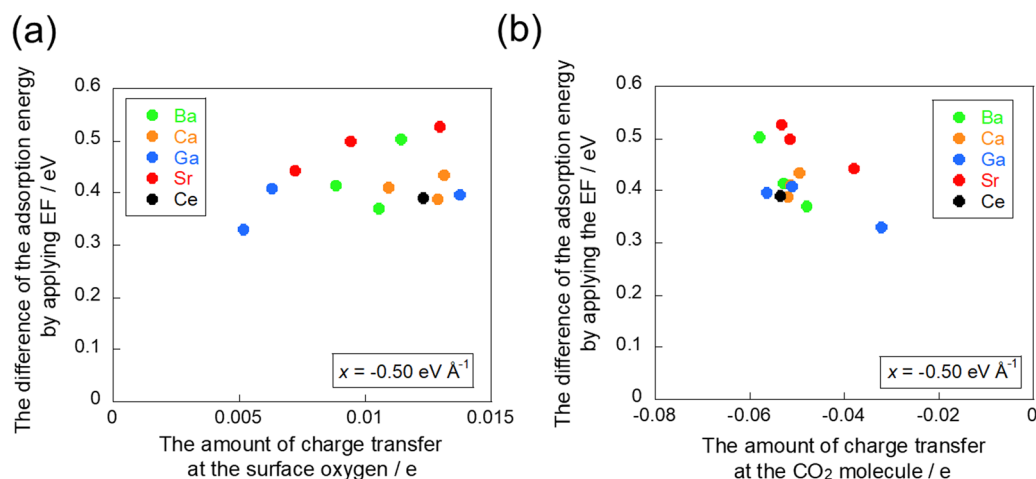 (a)
The difference of the adsorption energy
by applying EF / eV
0.6
0.5
0.4
0.3
0.2
0.1
0
Ba
Ca
Ga
Sr
Ce
x = -0.50 eV Å-1
0
0.005
0.01
0.015
The amount of charge transfer
at the surface oxygen / e
(b)
The difference of the adsorption energy
by applying the EF / eV
0.6
0.5
0.4
0.3
0.2
0.1
0
Ba
Ca
Ga
Sr
Ce
x = -0.50 eV Å-1
-0.08
-0.06
-0.04
-0.02
0
The amount of charge transfer
at the CO2 molecule / e